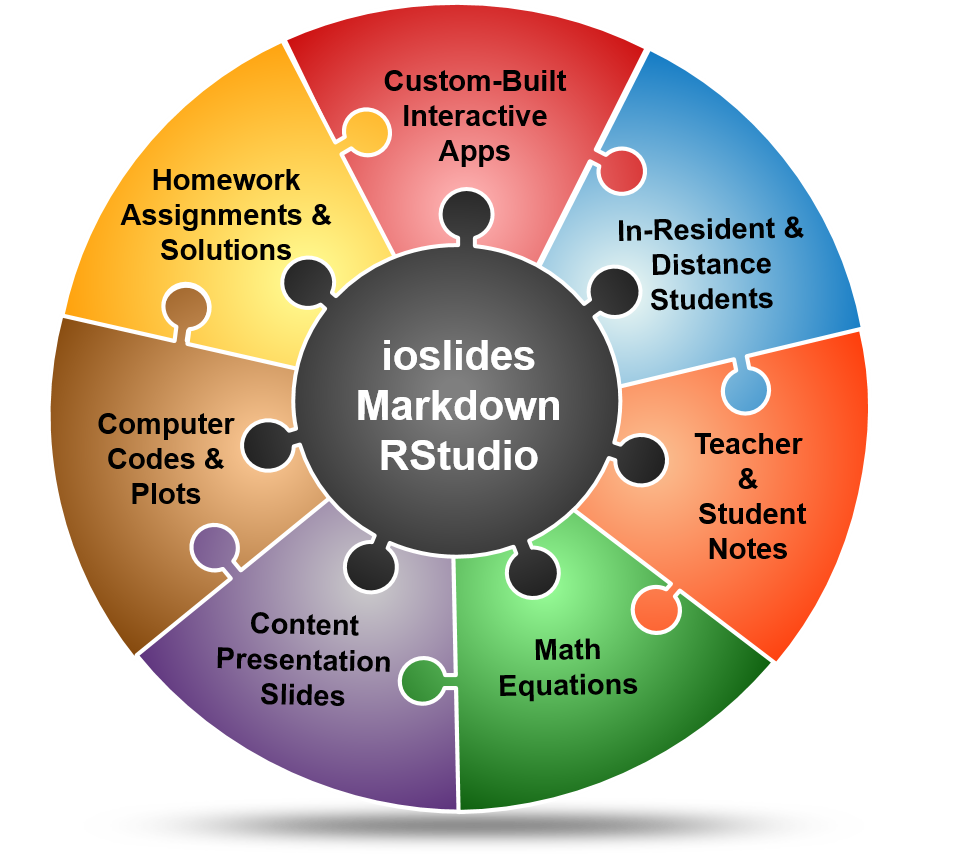 Custom-Built
Interactive
Apps
In-Resident &
Distance
Students
Teacher
&
Student
Notes
Math
Equations
Content
Presentation
Slides
Computer
Codes &
Plots
Homework
Assignments &
Solutions
ioslides
Markdown
RStudio